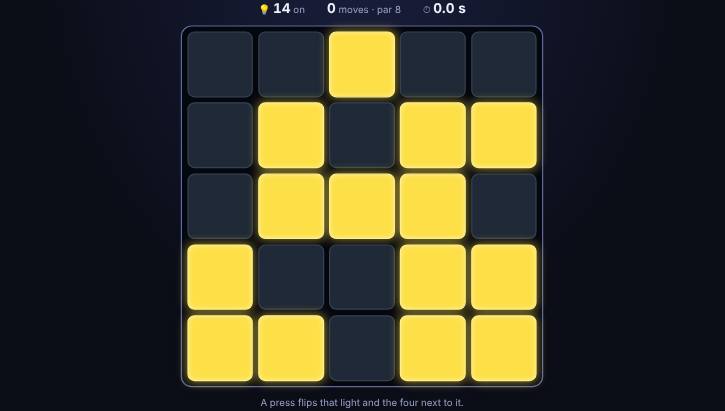 💡 14 on 0 moves · par 8 ⏱ 0.0 s
A press flips that light and the four next to it.